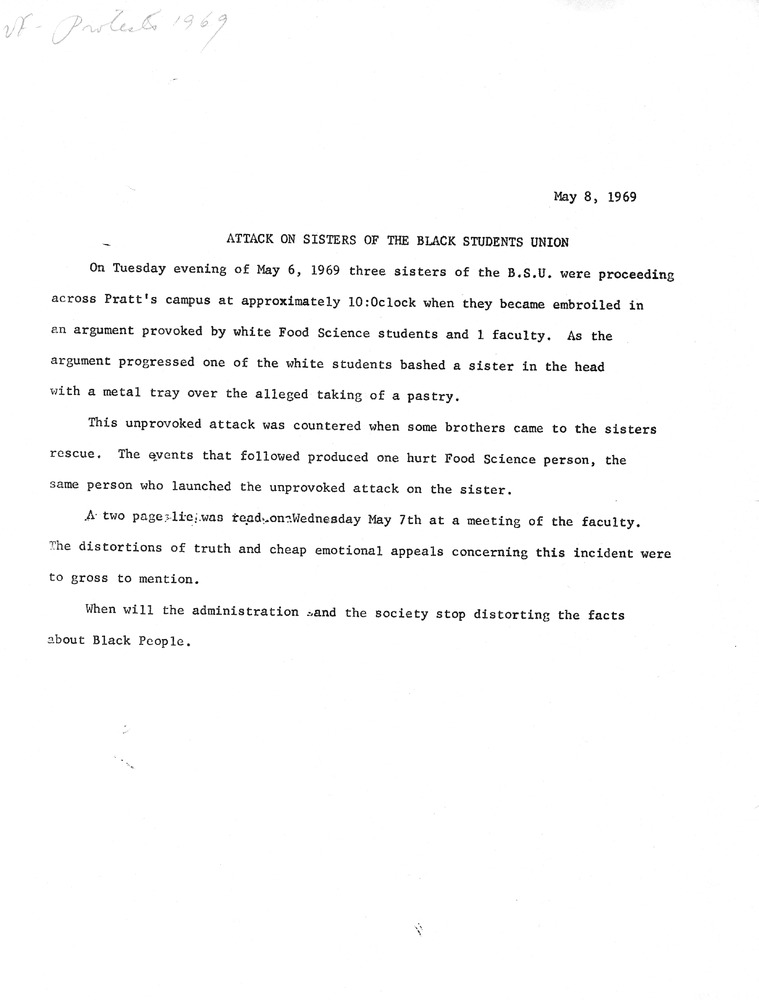 vf - Protests 1969
May 8, 1969
ATTACK ON SISTERS OF THE BLACK STUDENTS UNION
On Tuesday evening of May 6, 1969 three sisters of the B.S.U. were proceeding
across Pratt's campus at approximately 10:0clock when they became embroiled in
an argument provoked by white Food Science students and 1 faculty. As the
argument progressed one of the white students bashed a sister in the head
with a metal tray over the alleged taking of a pastry.
This unprovoked attack was countered when some brothers came to the sisters
rescue. The events that followed produced one hurt Food Science person, the
same person who launched the unprovoked attack on the sister.
A two page lie was read on Wednesday May 7th at a meeting of the faculty.
The distortions of truth and cheap emotional appeals concerning this incident were
to gross to mention.
When will the administration and the society stop distorting the facts
about Black People.